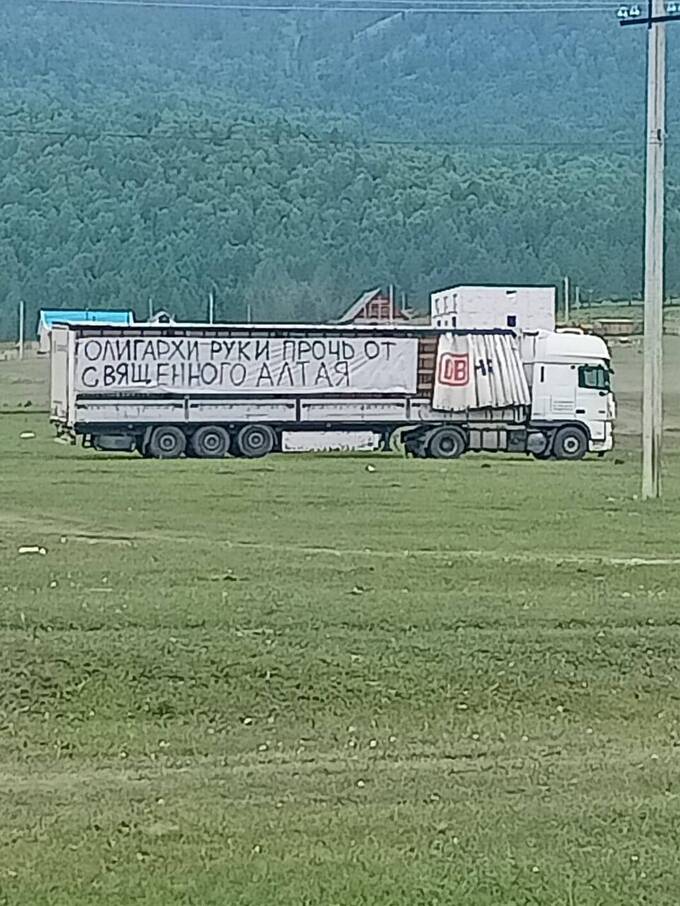 ОЛИГАРХИ РУКИ ПРОЧЬ ОТ
СВЯЩЕННОГО АЛТАЯ
DB